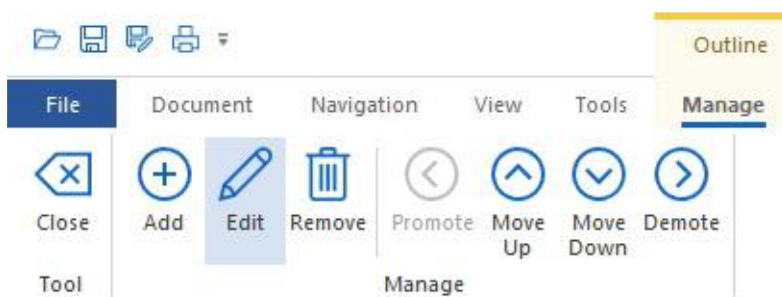 Outline
File Document Navigation View Tools Manage
Close Add Edit Remove Promote Move Up Move Down Demote
Tool Manage